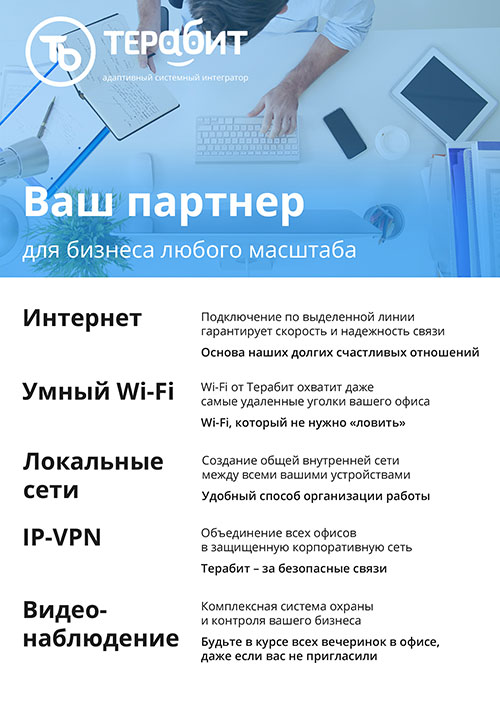 Тб ТЕРАБИТ
адаптивный системный интегратор
Ваш партнер
для бизнеса любого масштаба
Интернет
Подключение по выделенной линии
гарантирует скорость и надежность связи
Основа наших долгих счастливых отношений
Умный Wi-Fi
Wi-Fi от Терабит охватит даже
самые удаленные уголки вашего офиса
Wi-Fi, который не нужно «ловить»
Локальные
сети
Создание общей внутренней сети
между всеми вашими устройствами
Удобный способ организации работы
IP-VPN
Объединение всех офисов
в защищенную корпоративную сеть
Терабит – за безопасные связи
Видео-
наблюдение
Комплексная система охраны
и контроля вашего бизнеса
Будьте в курсе всех вечеринок в офисе,
даже если вас не пригласили